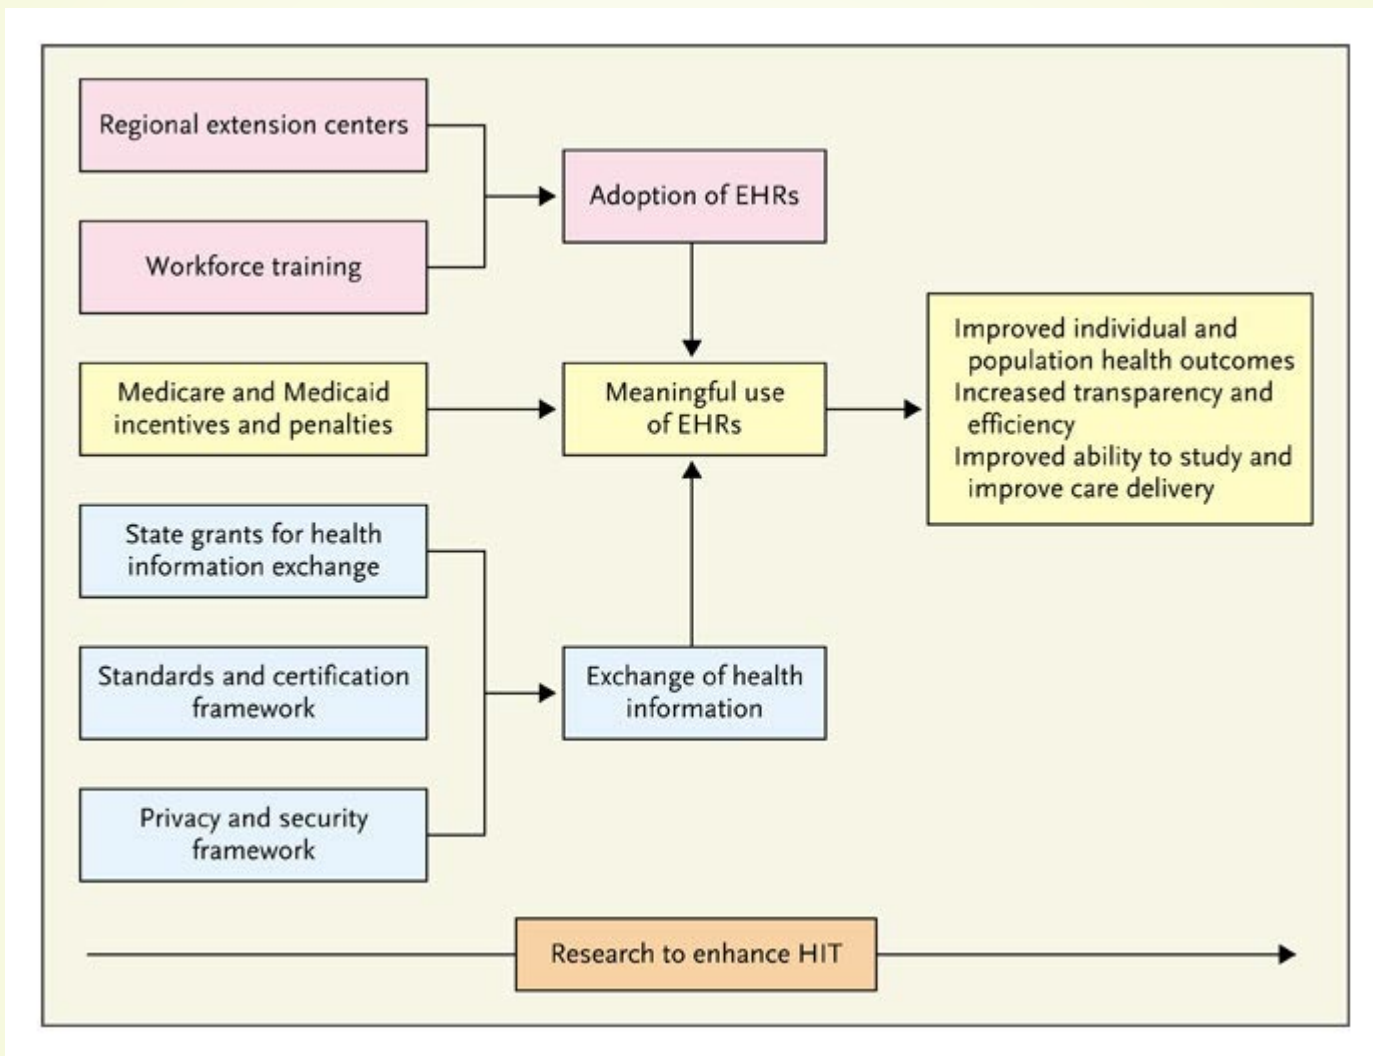 Regional extension centers
Workforce training
Medicare and Medicaid
incentives and penalties
State grants for health
information exchange
Standards and certification
framework
Privacy and security
framework
Adoption of EHRs
Meaningful use
of EHRs
Exchange of health
information
Improved individual and
population health outcomes
Increased transparency and
efficiency
Improved ability to study and
improve care delivery
Research to enhance HIT